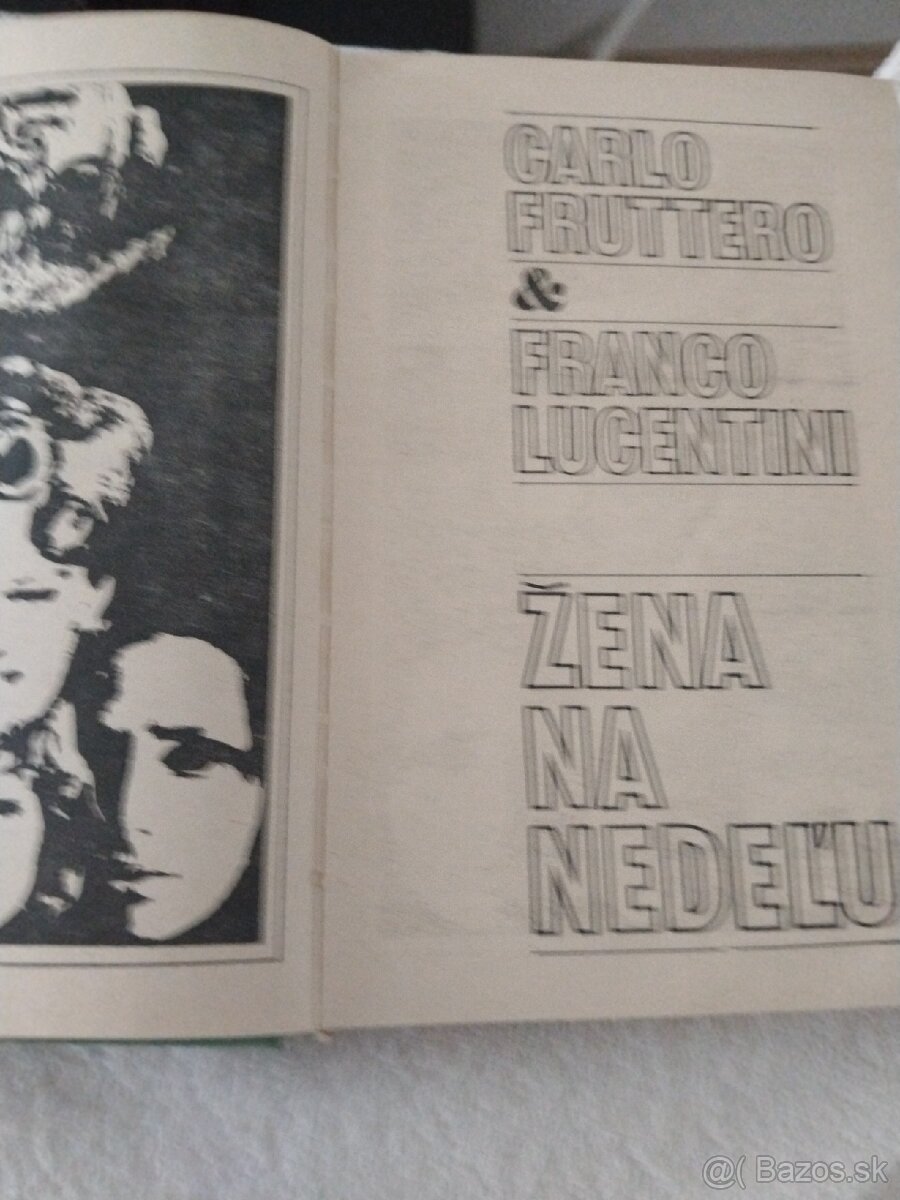 CARLO
FRUTTERO
&
FRANCO
LUCENTINI
ŽENA
NA
NEDEĽU
@( Bazos.sk